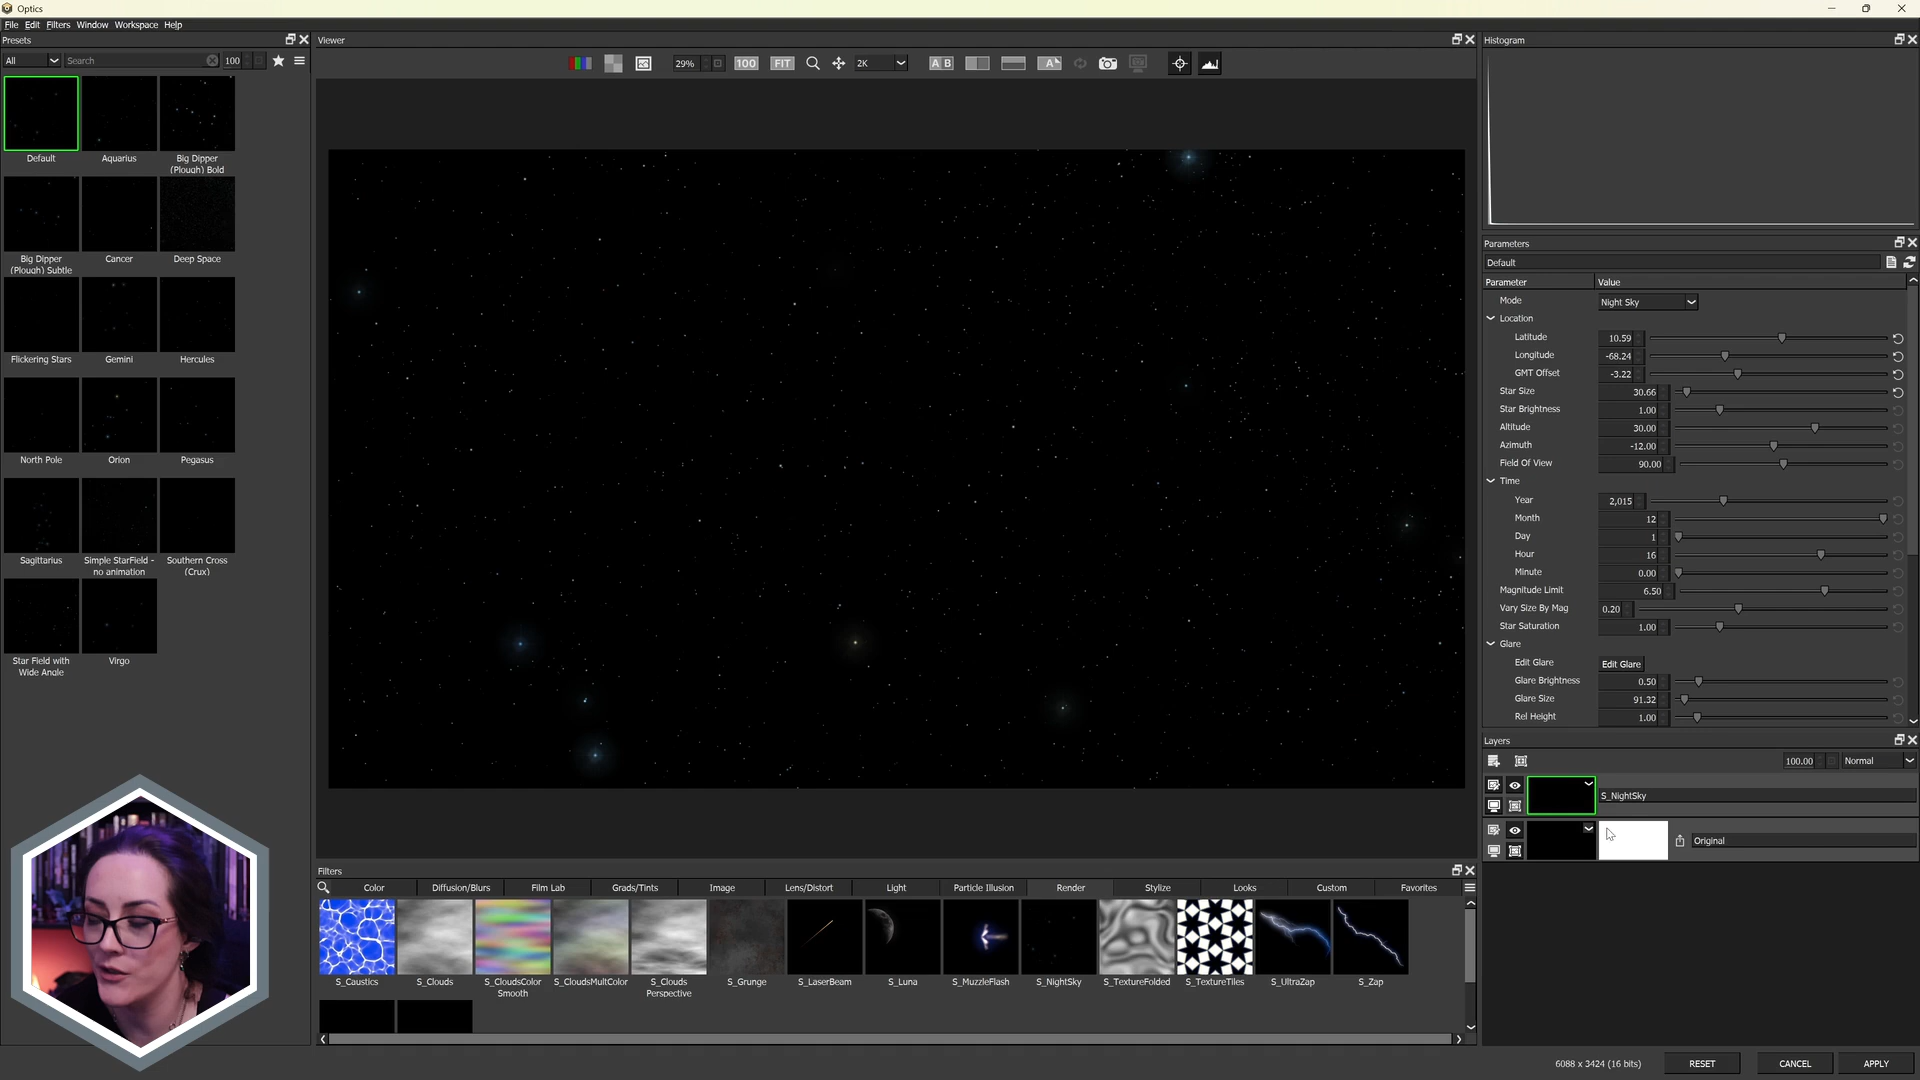 Optics
File Edit Filters Window Workspace Help
Presets
All Search 100
Default
Aquarius
Big Dipper
(Plough) Bold
Big Dipper
(Plough) Subtle
Cancer
Deep Space
Flickering Stars
Gemini
Hercules
North Pole
Orion
Pegasus
Sagittarius
Simple StarField -
no animation
Southern Cross
(Crux)
Star Field with
Wide Angle
Virgo
Viewer
29% 100 FIT 2K A B A
Filters
Color Diffusion/Blurs Film Lab Grads/Tints Image Lens/Distort Light Particle Illusion Render Stylize Looks Custom Favorites
S_Caustics
S_Clouds
S_CloudsColor
Smooth
S_CloudsMultColor
S_Clouds
Perspective
S_Grunge
S_LaserBeam
S_Luna
S_MuzzleFlash
S_NightSky
S_TextureFolded
S_TextureTiles
S_UltraZap
S_Zap
Histogram
Parameters
Default
Parameter Value
Mode Night Sky
Location
Latitude 10.59
Longitude -68.24
GMT Offset -3.22
Star Size 30.66
Star Brightness 1.00
Altitude 30.00
Azimuth -12.00
Field Of View 90.00
Time
Year 2,015
Month 12
Day 1
Hour 16
Minute 0.00
Magnitude Limit 6.50
Vary Size By Mag 0.20
Star Saturation 1.00
Glare
Edit Glare Edit Glare
Glare Brightness 0.50
Glare Size 91.32
Rel Height 1.00
Layers
100.00 Normal
S_NightSky
Original
6088 x 3424 (16 bits) RESET CANCEL APPLY